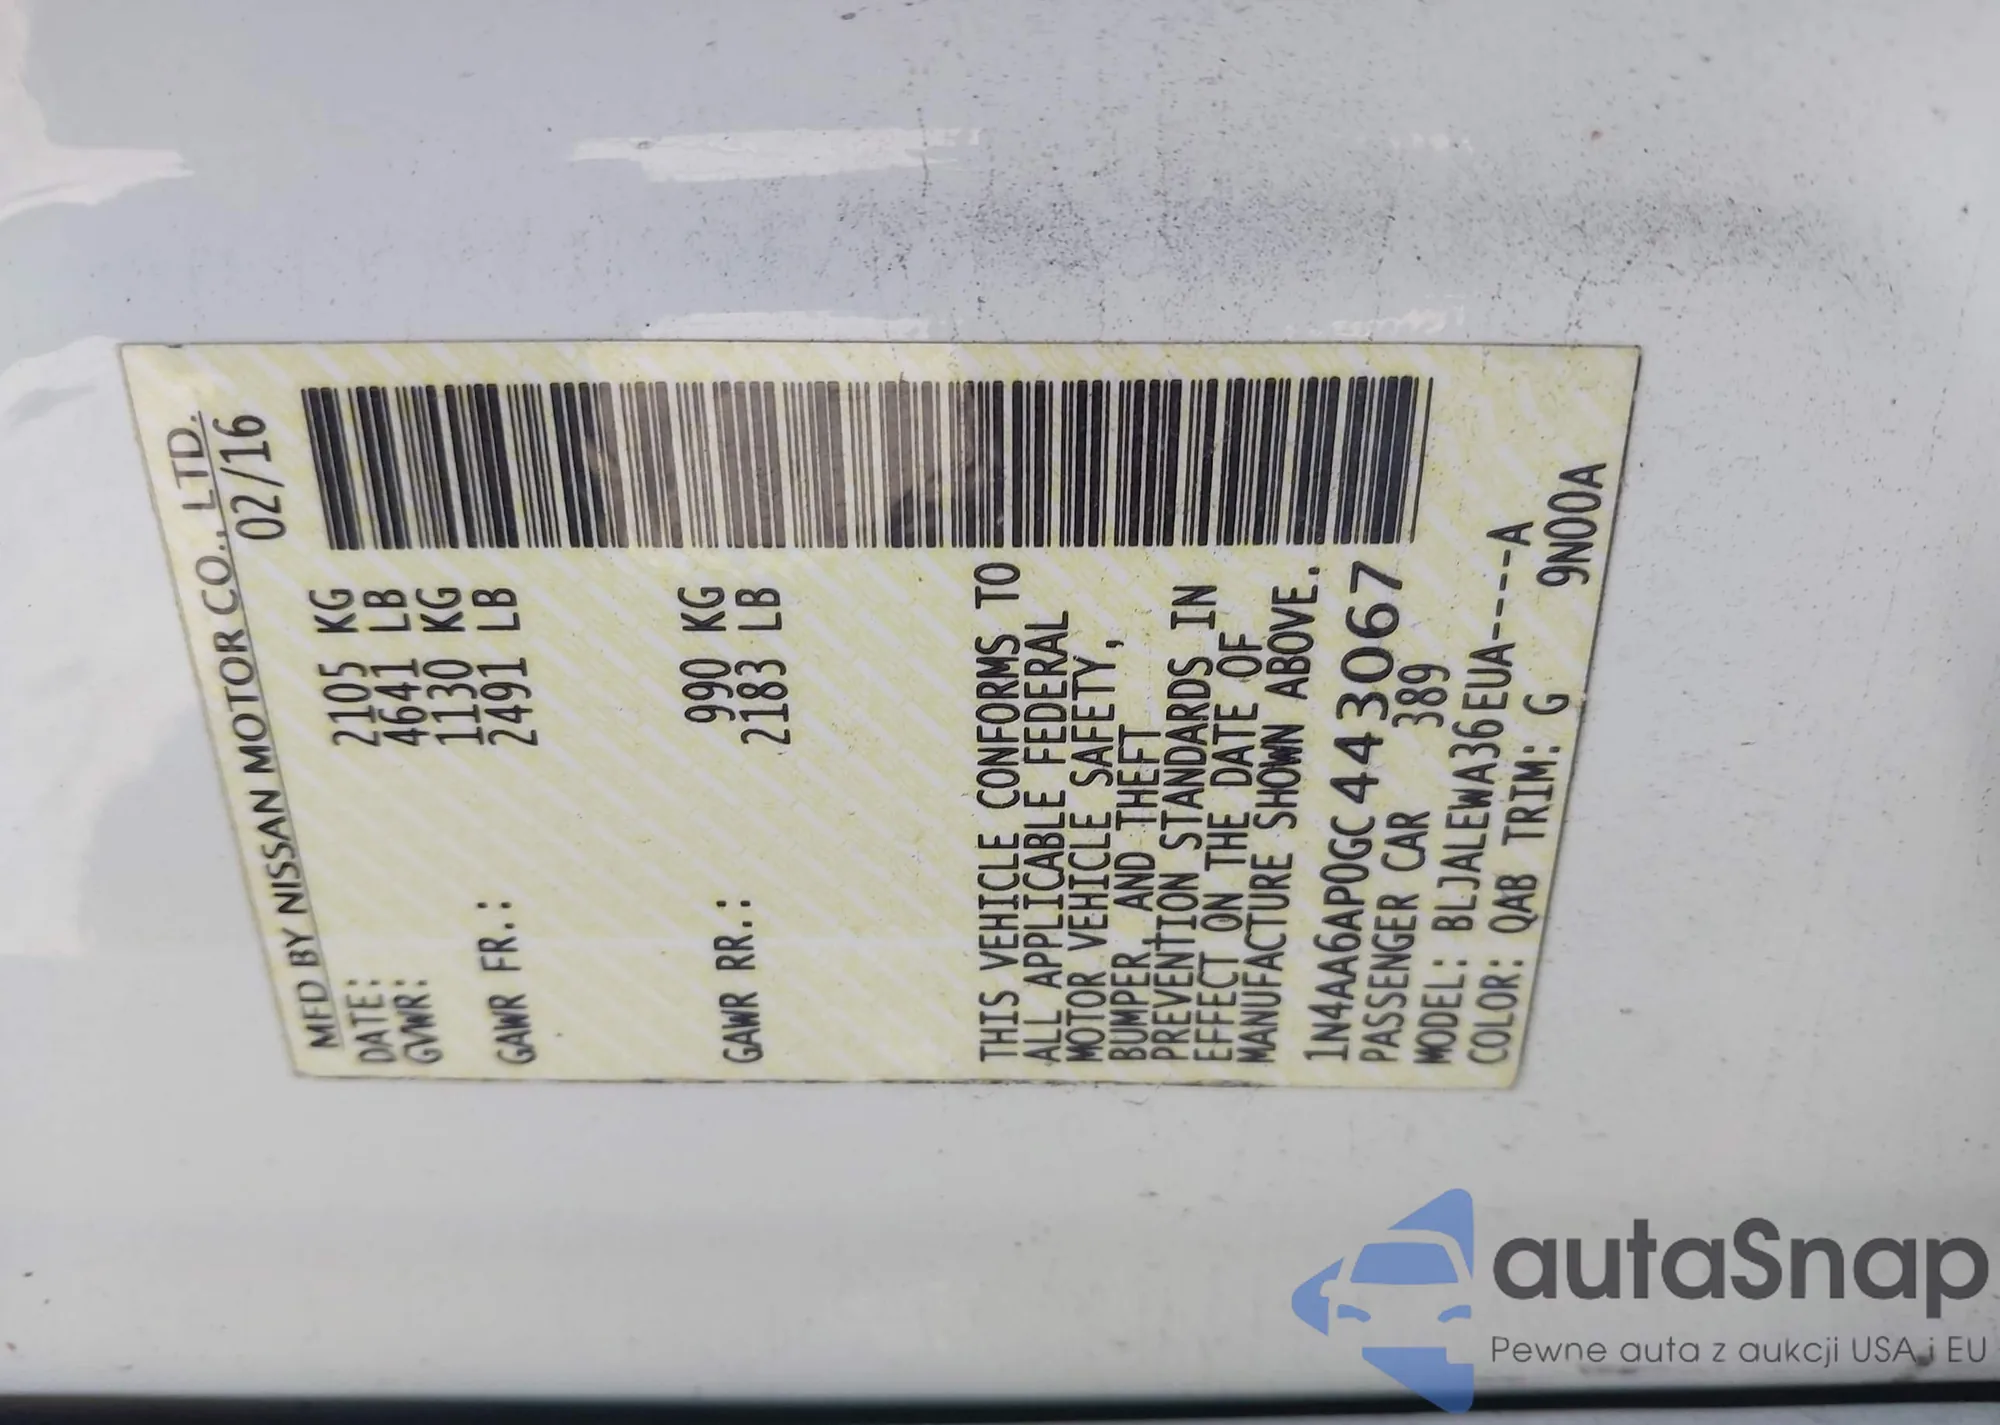 MFD BY NISSAN MOTOR CO., LTD.
DATE: 02/16
GVWR: 2105 KG
4641 LB
GAWR FR.: 1130 KG
2491 LB
GAWR RR.: 990 KG
2183 LB
THIS VEHICLE CONFORMS TO
ALL APPLICABLE FEDERAL
MOTOR VEHICLE SAFETY,
BUMPER, AND THEFT
PREVENTION STANDARDS IN
EFFECT ON THE DATE OF
MANUFACTURE SHOWN ABOVE.
1N4AA6AP0GC443067
PASSENGER CAR 389
MODEL: BLJALEWA36EUA-----A
COLOR: QAB TRIM: G 9N00A
autaSnap
Pewne auta z aukcji USA i EU